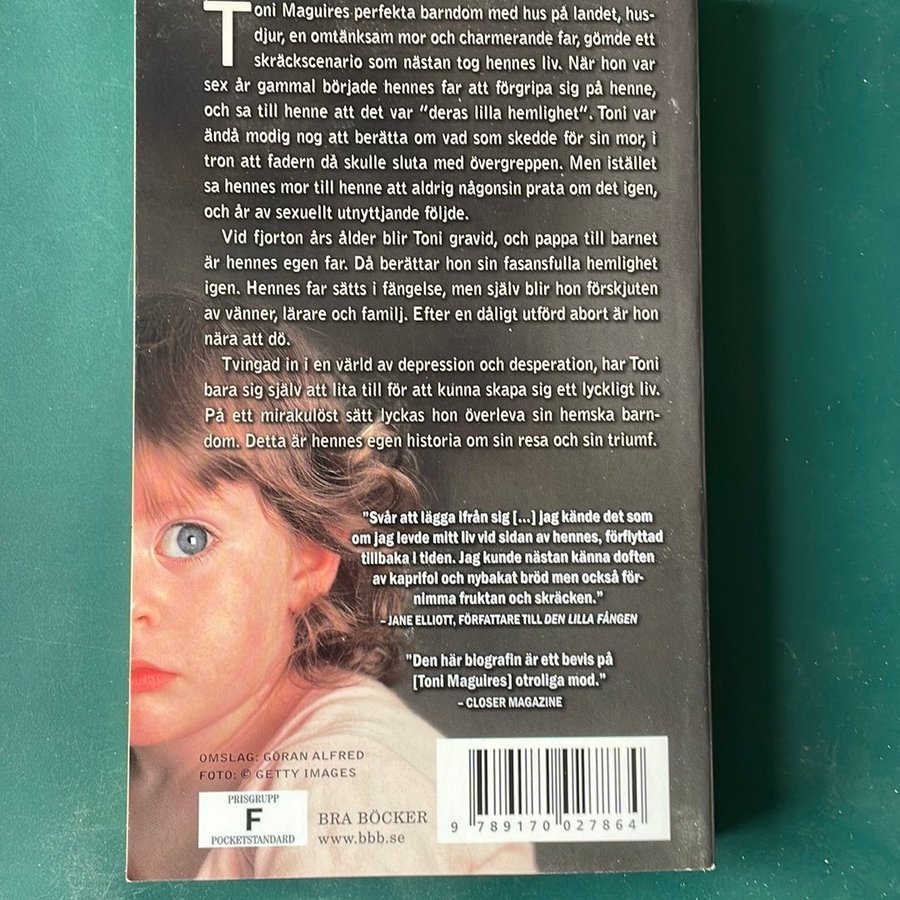 Toni Maguires perfekta barndom med hus på landet, hus-
djur, en omtänksam mor och charmerande far, gömde ett
skräckscenario som nästan tog hennes liv. När hon var
sex år gammal började hennes far att förgripa sig på henne,
och sa till henne att det var "deras lilla hemlighet". Toni var
ändå modig nog att berätta om vad som skedde för sin mor, i
tron att fadern då skulle sluta med övergreppen. Men istället
sa hennes mor till henne att aldrig någonsin prata om det igen,
och år av sexuellt utnyttjande följde.
Vid fjorton års ålder blir Toni gravid, och pappa till barnet
är hennes egen far. Då berättar hon sin fasansfulla hemlighet
igen. Hennes far sätts i fängelse, men själv blir hon förskjuten
av vänner, lärare och familj. Efter en dåligt utförd abort är hon
nära att dö.
Tvingad in i en värld av depression och desperation, har Toni
bara sig själv att lita till för att kunna skapa sig ett lyckligt liv.
På ett mirakulöst sätt lyckas hon överleva sin hemska barn-
dom. Detta är hennes egen historia om sin resa och sin triumf.
"Svår att lägga ifrån sig [...] jag kände det som
om jag levde mitt liv vid sidan av hennes, förflyttad
tillbaka i tiden. Jag kunde nästan känna doften
av kaprifol och nybakat bröd men också för-
nimma fruktan och skräcken."
– JANE ELLIOTT, FÖRFATTARE TILL DEN LILLA FÅNGEN
"Den här biografin är ett bevis på
[Toni Maguires] otroliga mod."
– CLOSER MAGAZINE
OMSLAG: GÖRAN ALFRED
FOTO: © GETTY IMAGES
PRISGRUPP
F
POCKETSTANDARD
BRA BÖCKER
www.bbb.se
9 789170 027864